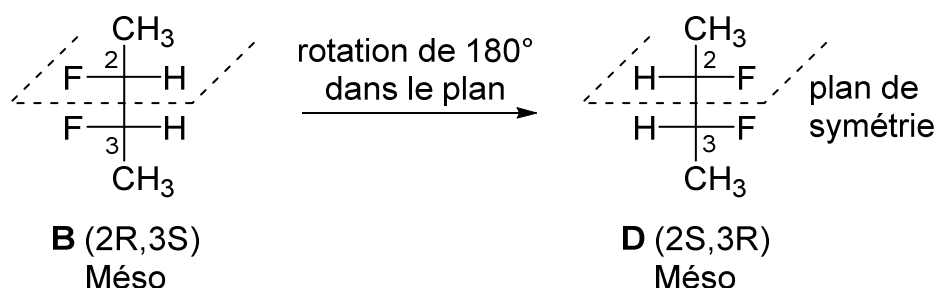 CH3
2
F H
F H
3
CH3
B (2R,3S)
Méso
rotation de 180°
dans le plan
CH3
2
H F
H F
3
CH3
D (2S,3R)
Méso
plan de
symétrie